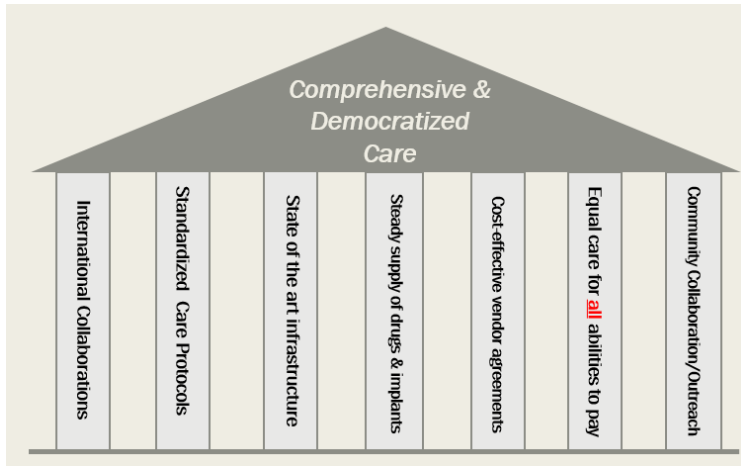 Comprehensive &
Democratized
Care
International Collaborations
Standardized Care Protocols
State of the art infrastructure
Steady supply of drugs & implants
Cost-effective vendor agreements
Equal care for all abilities to pay
Community Collaboration/Outreach